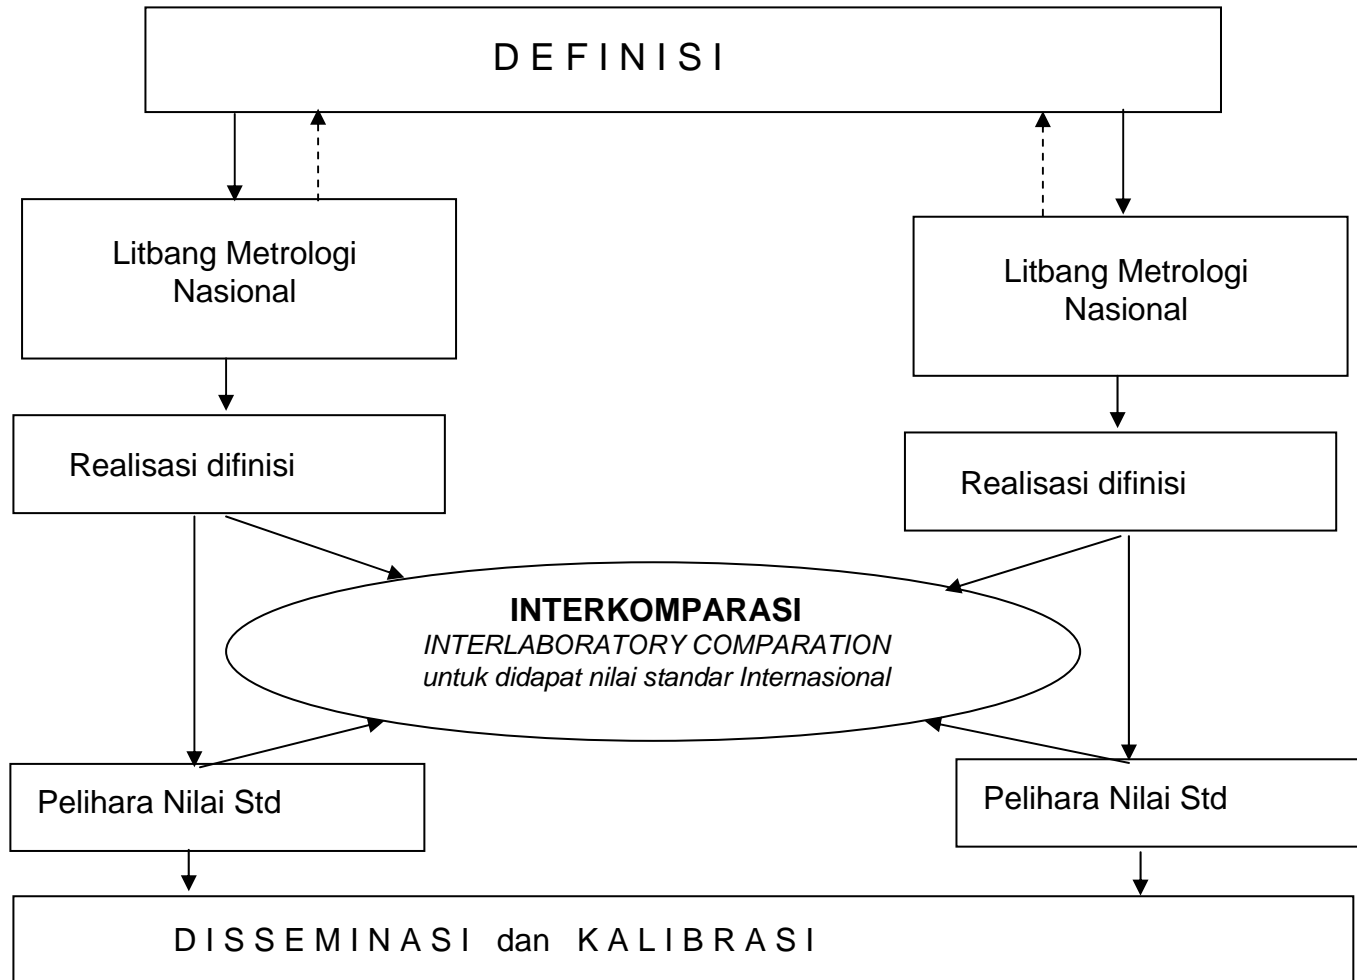 D E F I N I S I
Litbang Metrologi
Nasional
Litbang Metrologi
Nasional
Realisasi difinisi
Realisasi difinisi
INTERKOMPARASI
INTERLABORATORY COMPARATION
untuk didapat nilai standar Internasional
Pelihara Nilai Std
Pelihara Nilai Std
D I S S E M I N A S I dan K A L I B R A S I